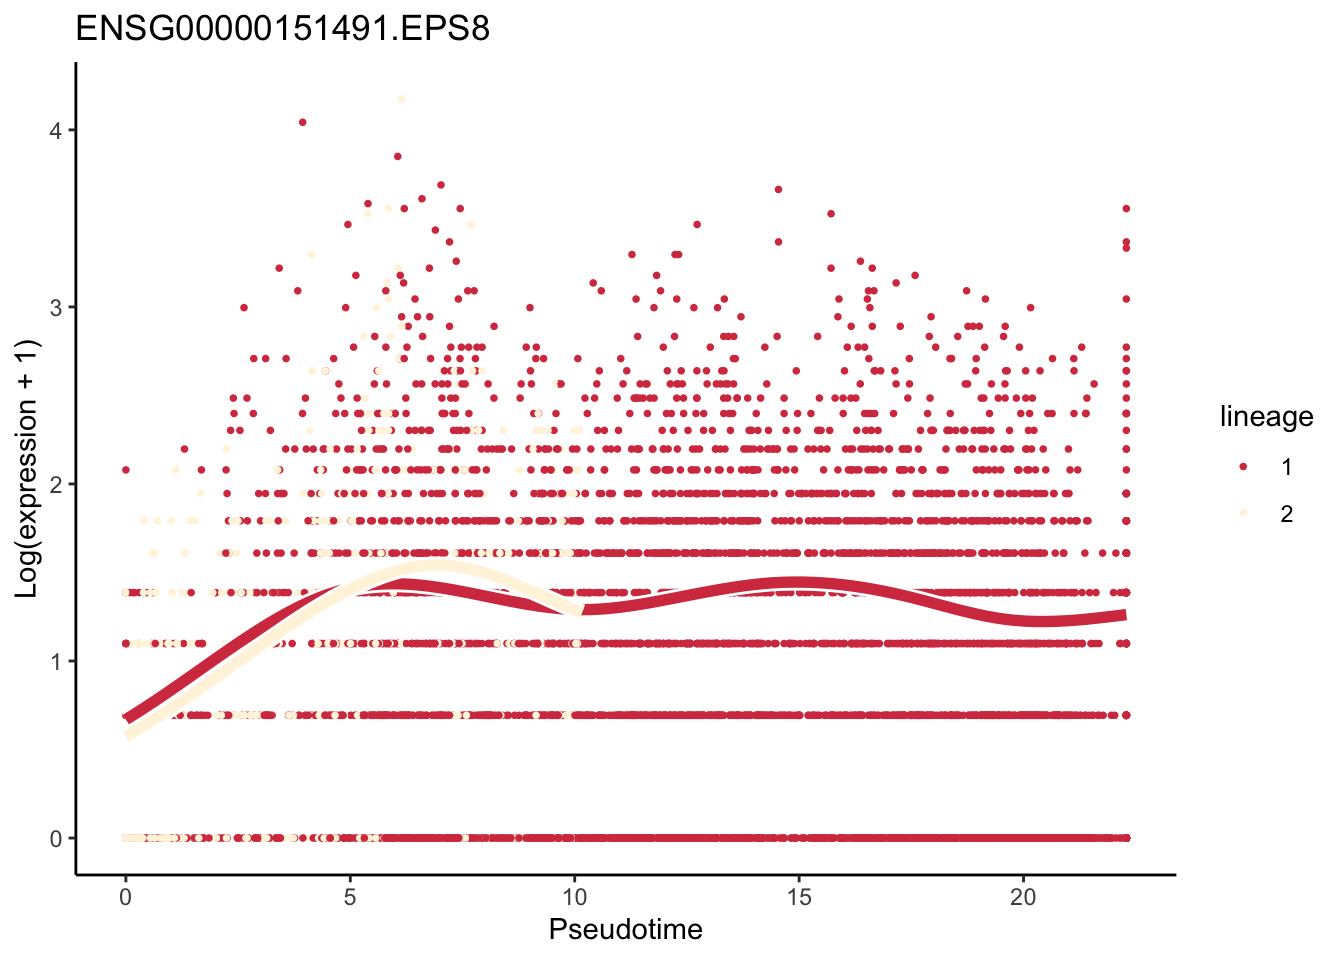 ENSG00000151491.EPS8
4
3
2
1
0
Log(expression + 1)
0 5 10 15 20
Pseudotime
lineage
1
2